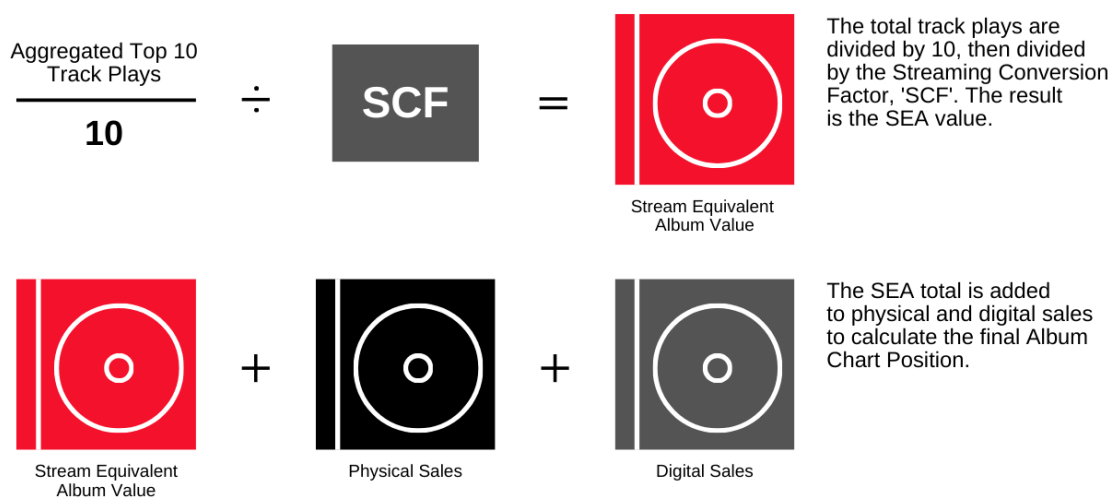 Aggregated Top 10
Track Plays
10
÷
SCF
=
Stream Equivalent
Album Value
The total track plays are
divided by 10, then divided
by the Streaming Conversion
Factor, 'SCF'. The result
is the SEA value.
Stream Equivalent
Album Value
+
Physical Sales
+
Digital Sales
The SEA total is added
to physical and digital sales
to calculate the final Album
Chart Position.